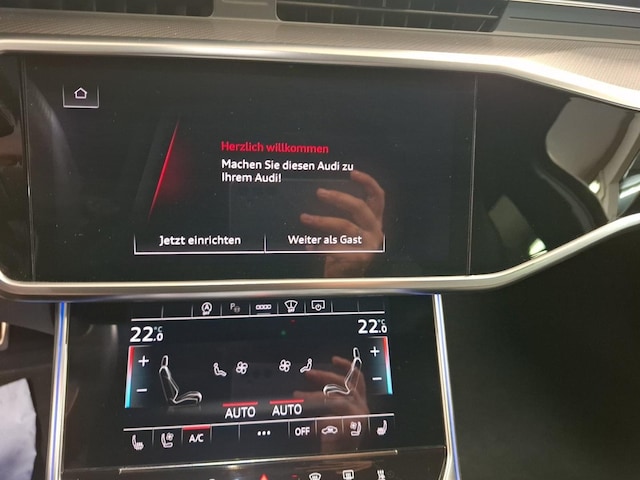 Herzlich willkommen
Machen Sie diesen Audi zu
Ihrem Audi!
Jetzt einrichten
Weiter als Gast
22.0 °C
22.0 °C
AUTO
AUTO
A/C
OFF